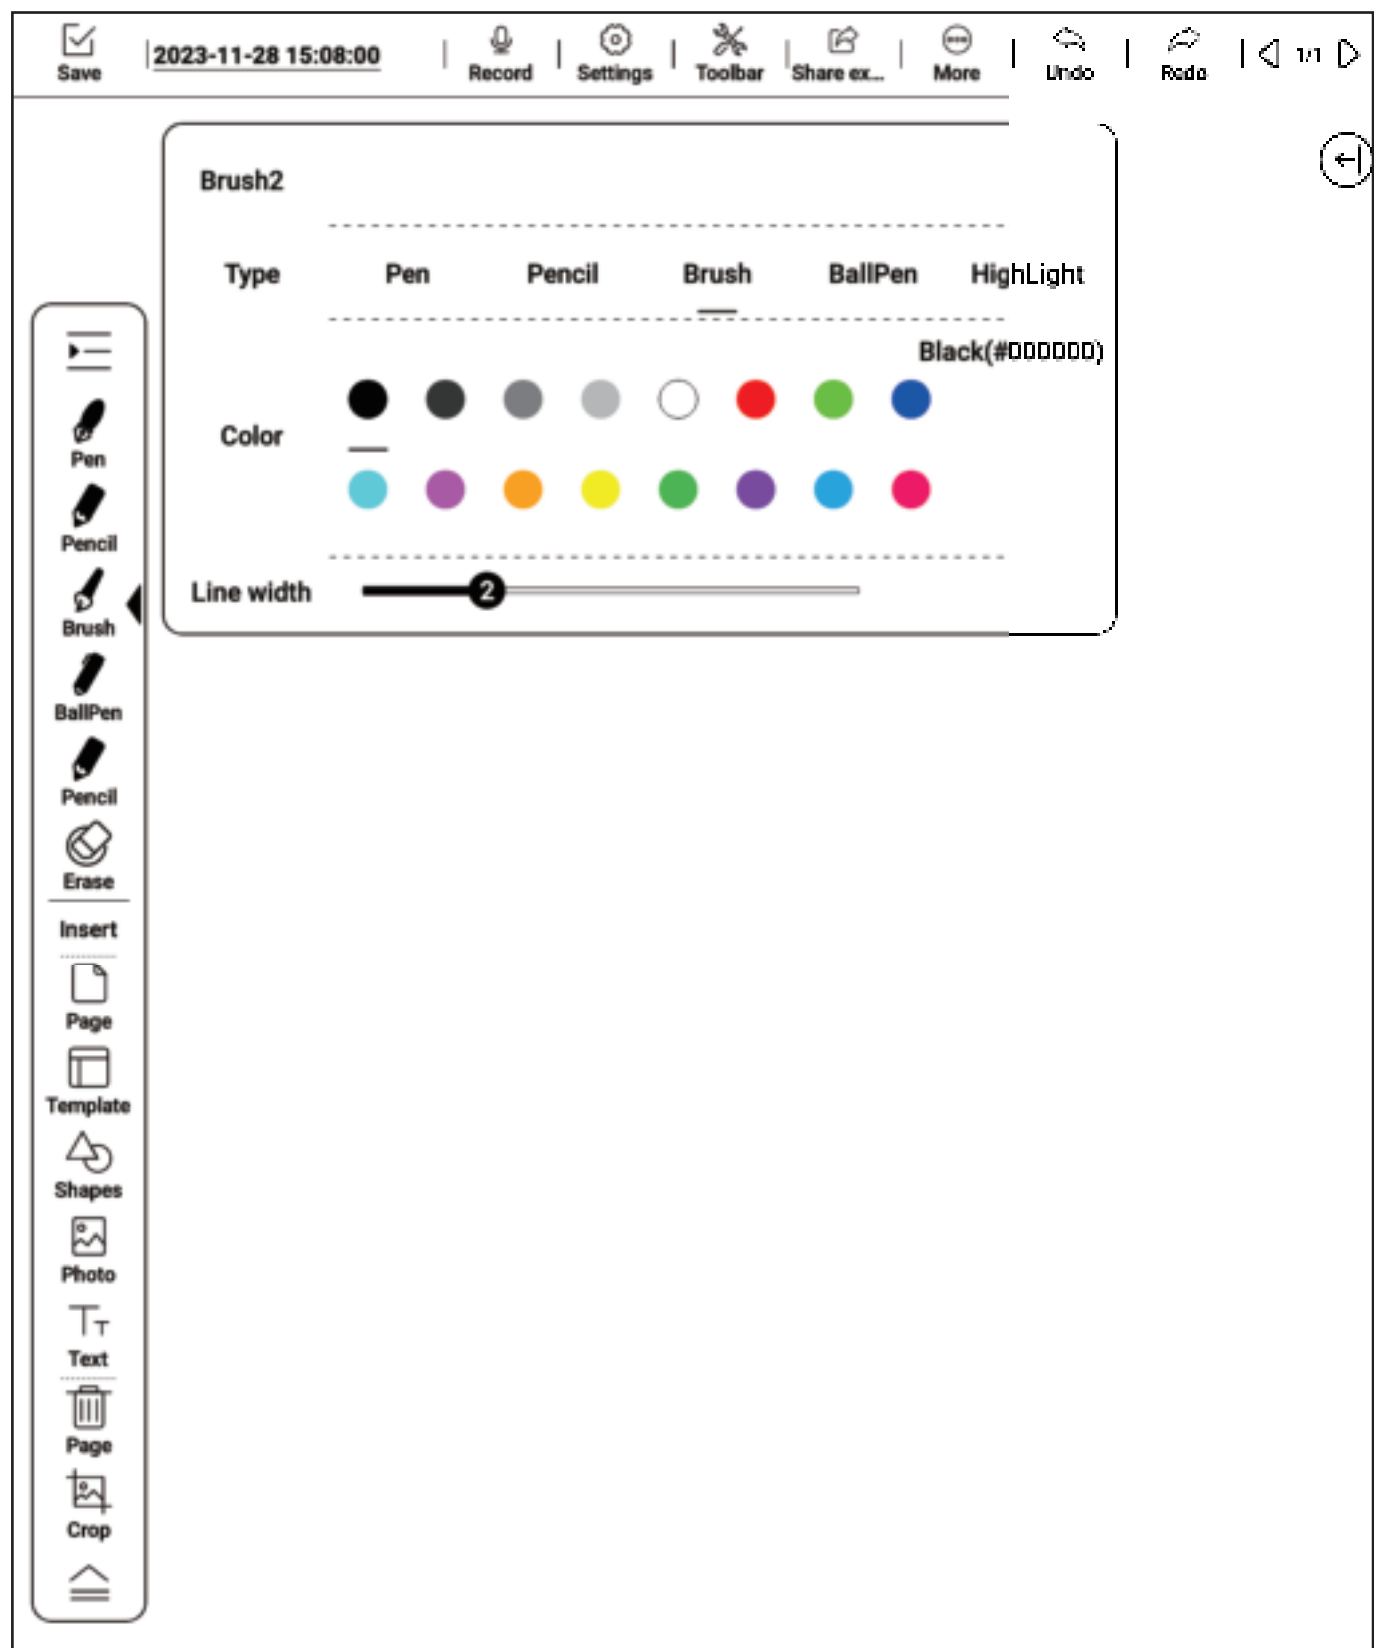 Save
2023-11-28 15:08:00
Record
Settings
Toolbar
Share ex...
More
Undo
Redo
1/1
Brush2
Type Pen Pencil Brush BallPen HighLight
Black(#000000)
Color
Line width 2
Pen
Pencil
Brush
BallPen
Pencil
Erase
Insert
Page
Template
Shapes
Photo
Text
Page
Crop